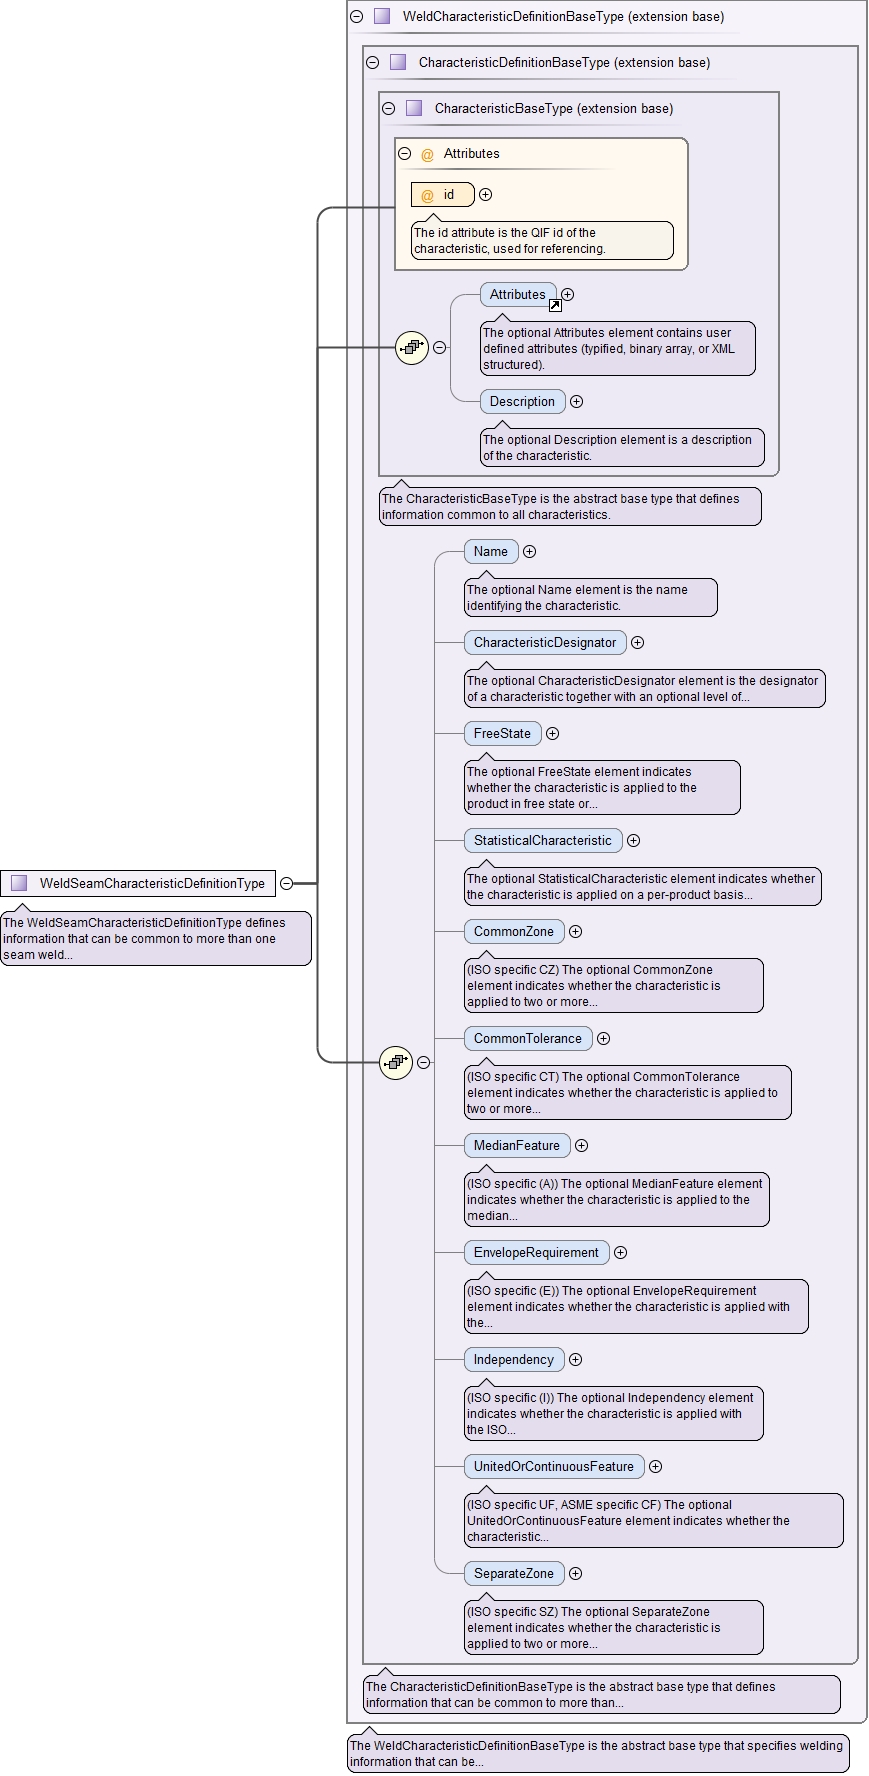 WeldCharacteristicDefinitionBaseType (extension base)
CharacteristicDefinitionBaseType (extension base)
CharacteristicBaseType (extension base)
@ Attributes
@ id
The id attribute is the QIF id of the
characteristic, used for referencing.
Attributes
The optional Attributes element contains user
defined attributes (typified, binary array, or XML
structured).
Description
The optional Description element is a description
of the characteristic.
The CharacteristicBaseType is the abstract base type that defines
information common to all characteristics.
Name
The optional Name element is the name
identifying the characteristic.
CharacteristicDesignator
The optional CharacteristicDesignator element is the designator
of a characteristic together with an optional level of...
FreeState
The optional FreeState element indicates
whether the characteristic is applied to the
product in free state or...
StatisticalCharacteristic
The optional StatisticalCharacteristic element indicates whether
the characteristic is applied on a per-product basis...
WeldSeamCharacteristicDefinitionType
The WeldSeamCharacteristicDefinitionType defines
information that can be common to more than one
seam weld...
CommonZone
(ISO specific CZ) The optional CommonZone
element indicates whether the characteristic is
applied to two or more...
CommonTolerance
(ISO specific CT) The optional CommonTolerance
element indicates whether the characteristic is applied to
two or more...
MedianFeature
(ISO specific (A)) The optional MedianFeature element
indicates whether the characteristic is applied to the
median...
EnvelopeRequirement
(ISO specific (E)) The optional EnvelopeRequirement
element indicates whether the characteristic is applied with
the...
Independency
(ISO specific (I)) The optional Independency element
indicates whether the characteristic is applied with
the ISO...
UnitedOrContinuousFeature
(ISO specific UF, ASME specific CF) The optional
UnitedOrContinuousFeature element indicates whether the
characteristic...
SeparateZone
(ISO specific SZ) The optional SeparateZone
element indicates whether the characteristic is
applied to two or more...
The CharacteristicDefinitionBaseType is the abstract base type that defines
information that can be common to more than...
The WeldCharacteristicDefinitionBaseType is the abstract base type that specifies welding
information that can be...